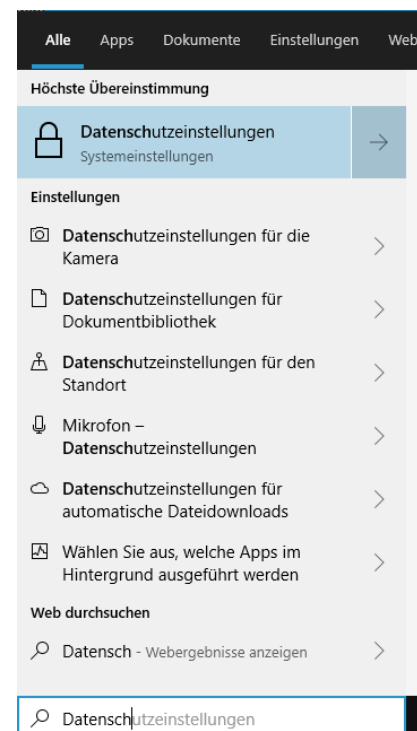 Alle Apps Dokumente Einstellungen Web
Höchste Übereinstimmung
Datenschutzeinstellungen
Systemeinstellungen
Einstellungen
Datenschutzeinstellungen für die
Kamera
Datenschutzeinstellungen für
Dokumentbibliothek
Datenschutzeinstellungen für den
Standort
Mikrofon –
Datenschutzeinstellungen
Datenschutzeinstellungen für
automatische Dateidownloads
Wählen Sie aus, welche Apps im
Hintergrund ausgeführt werden
Web durchsuchen
Datensch - Webergebnisse anzeigen
Datenschutzeinstellungen